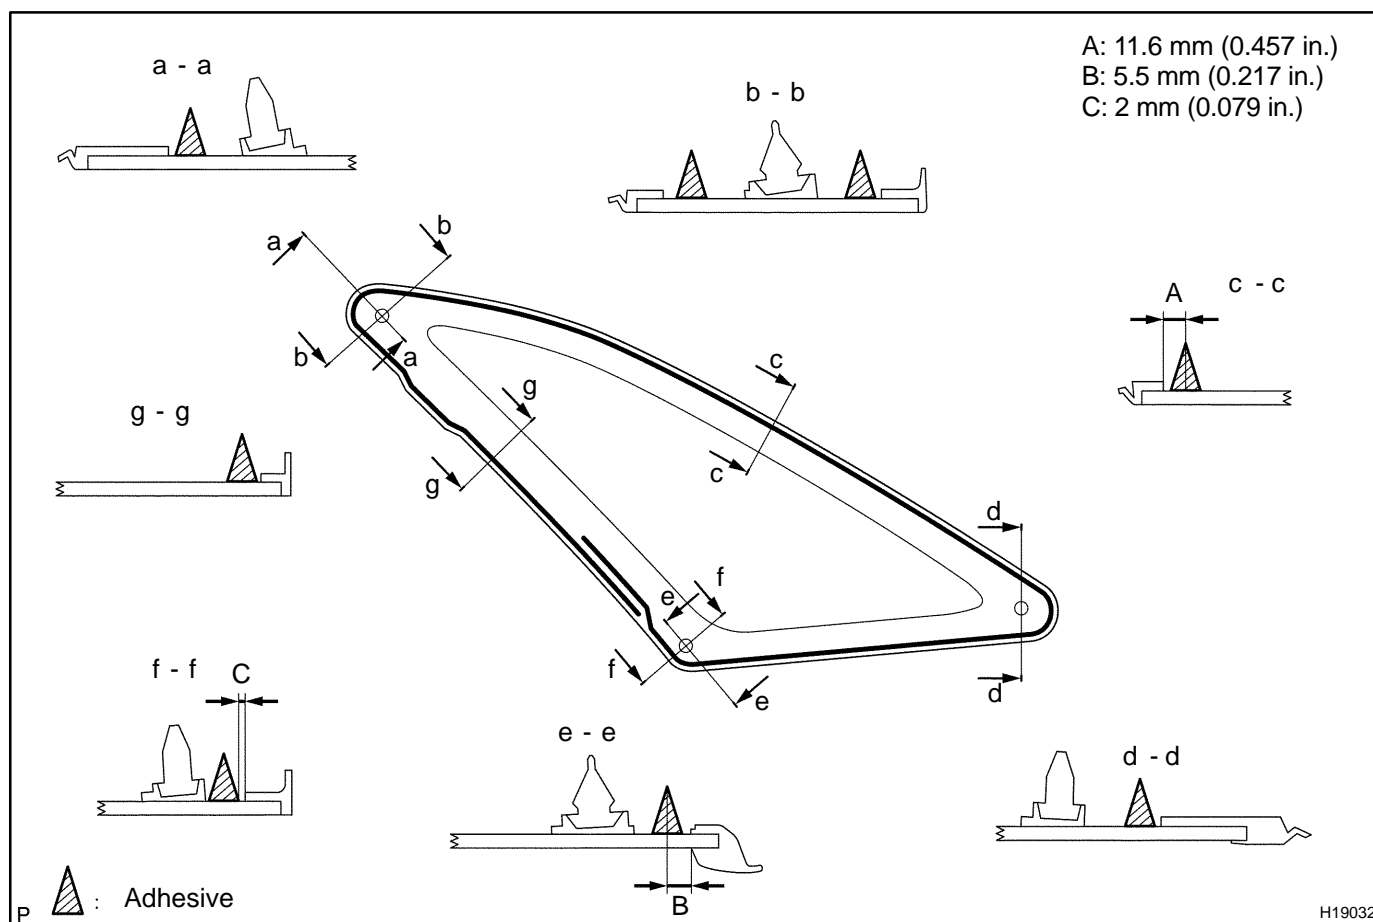 A: 11.6 mm (0.457 in.)
B: 5.5 mm (0.217 in.)
C: 2 mm (0.079 in.)
a - a
b - b
a
b
b
a
A
c - c
c
c
g
g
g - g
d
d
e
f
f
e
f - f
C
e - e
B
d - d
: Adhesive
P
H19032